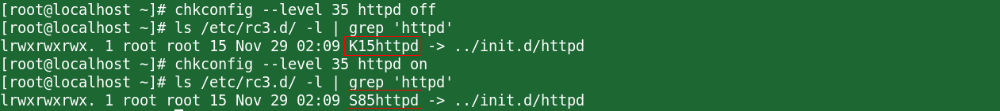 [root@localhost ~]# chkconfig --level 35 httpd off
[root@localhost ~]# ls /etc/rc3.d/ -l | grep 'httpd'
lrwxrwxrwx. 1 root root 15 Nov 29 02:09 K15httpd -> ../init.d/httpd
[root@localhost ~]# chkconfig --level 35 httpd on
[root@localhost ~]# ls /etc/rc3.d/ -l | grep 'httpd'
lrwxrwxrwx. 1 root root 15 Nov 29 02:09 S85httpd -> ../init.d/httpd